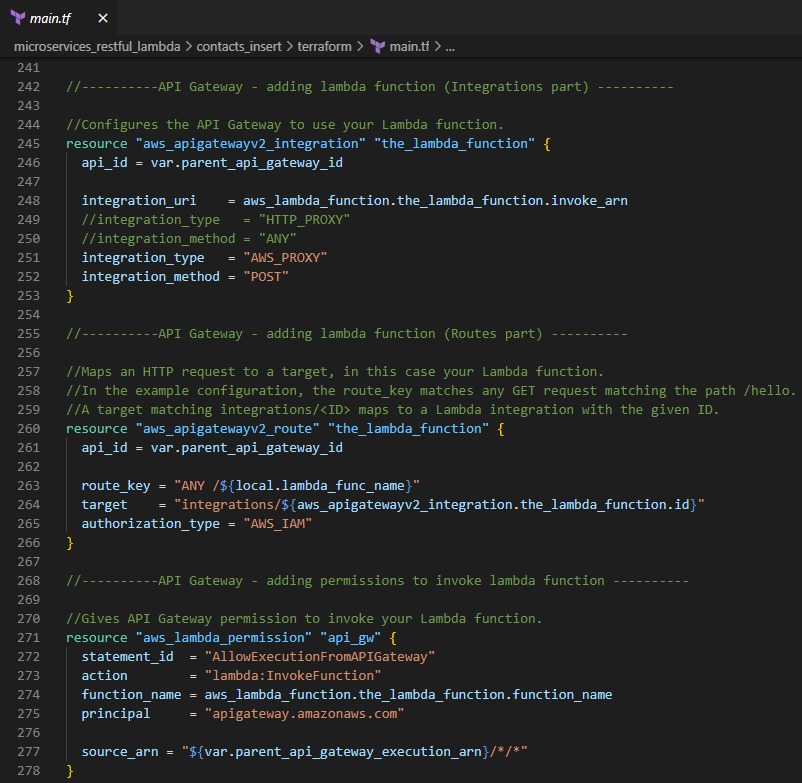 main.tf ×
microservices_restful_lambda > contacts_insert > terraform > main.tf > ...
241
242 //----------API Gateway - adding lambda function (Integrations part) ----------
243
244 //Configures the API Gateway to use your Lambda function.
245 resource "aws_apigatewayv2_integration" "the_lambda_function" {
246   api_id = var.parent_api_gateway_id
247
248   integration_uri    = aws_lambda_function.the_lambda_function.invoke_arn
249   //integration_type   = "HTTP_PROXY"
250   //integration_method = "ANY"
251   integration_type   = "AWS_PROXY"
252   integration_method = "POST"
253 }
254
255 //----------API Gateway - adding lambda function (Routes part) ----------
256
257 //Maps an HTTP request to a target, in this case your Lambda function.
258 //In the example configuration, the route_key matches any GET request matching the path /hello.
259 //A target matching integrations/<ID> maps to a Lambda integration with the given ID.
260 resource "aws_apigatewayv2_route" "the_lambda_function" {
261   api_id = var.parent_api_gateway_id
262
263   route_key = "ANY /${local.lambda_func_name}"
264   target    = "integrations/${aws_apigatewayv2_integration.the_lambda_function.id}"
265   authorization_type = "AWS_IAM"
266 }
267
268 //----------API Gateway - adding permissions to invoke lambda function ----------
269
270 //Gives API Gateway permission to invoke your Lambda function.
271 resource "aws_lambda_permission" "api_gw" {
272   statement_id  = "AllowExecutionFromAPIGateway"
273   action        = "lambda:InvokeFunction"
274   function_name = aws_lambda_function.the_lambda_function.function_name
275   principal     = "apigateway.amazonaws.com"
276
277   source_arn = "${var.parent_api_gateway_execution_arn}/*/*"
278 }